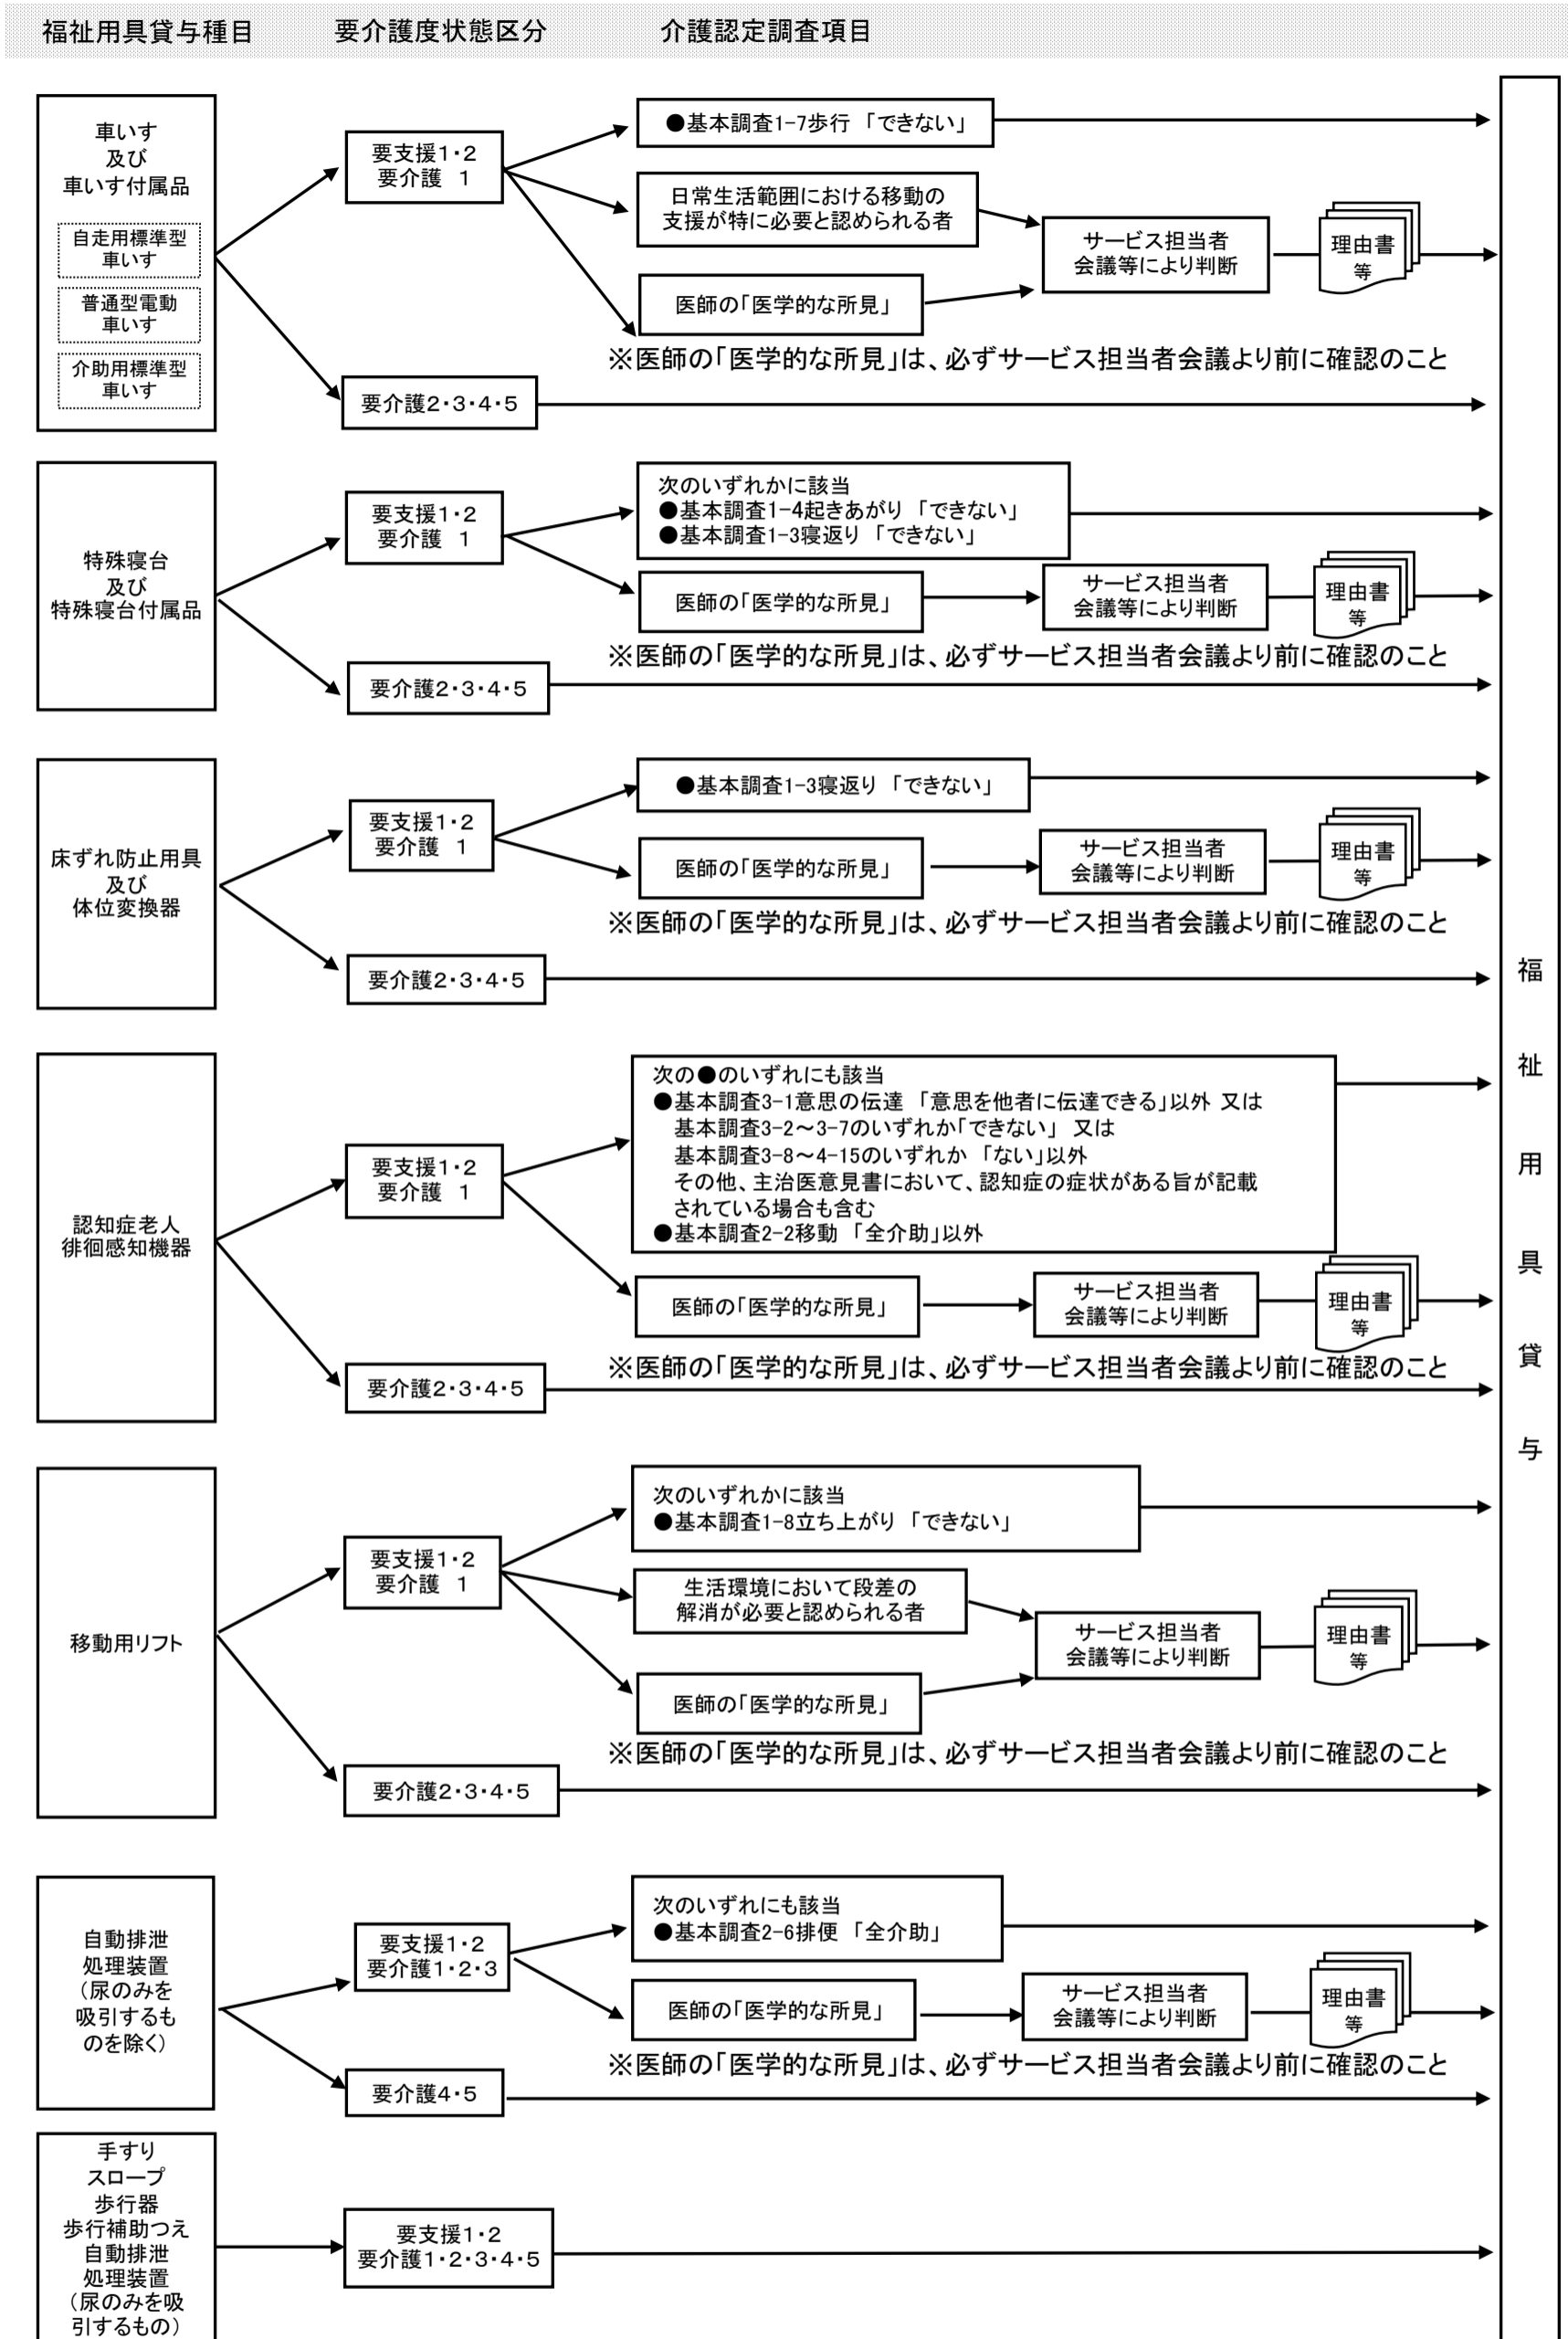 福祉用具貸与種目 要介護度状態区分 介護認定調査項目
車いす
及び
車いす付属品
自走用標準型
車いす
普通型電動
車いす
介助用標準型
車いす
要支援1・2
要介護 1
●基本調査1-7歩行 「できない」
日常生活範囲における移動の
支援が特に必要と認められる者
医師の「医学的な所見」
サービス担当者
会議等により判断
理由書
等
※医師の「医学的な所見」は、必ずサービス担当者会議より前に確認のこと
要介護2・3・4・5
特殊寝台
及び
特殊寝台付属品
要支援1・2
要介護 1
次のいずれかに該当
●基本調査1-4起きあがり 「できない」
●基本調査1-3寝返り 「できない」
医師の「医学的な所見」
サービス担当者
会議等により判断
理由書
等
※医師の「医学的な所見」は、必ずサービス担当者会議より前に確認のこと
要介護2・3・4・5
床ずれ防止用具
及び
体位変換器
要支援1・2
要介護 1
●基本調査1-3寝返り 「できない」
医師の「医学的な所見」
サービス担当者
会議等により判断
理由書
等
※医師の「医学的な所見」は、必ずサービス担当者会議より前に確認のこと
要介護2・3・4・5
認知症老人
徘徊感知機器
要支援1・2
要介護 1
次の●のいずれにも該当
●基本調査3-1意思の伝達 「意思を他者に伝達できる」以外 又は
基本調査3-2～3-7のいずれか「できない」 又は
基本調査3-8～4-15のいずれか 「ない」以外
その他、主治医意見書において、認知症の症状がある旨が記載
されている場合も含む
●基本調査2-2移動 「全介助」以外
医師の「医学的な所見」
サービス担当者
会議等により判断
理由書
等
※医師の「医学的な所見」は、必ずサービス担当者会議より前に確認のこと
要介護2・3・4・5
移動用リフト
要支援1・2
要介護 1
次のいずれかに該当
●基本調査1-8立ち上がり 「できない」
生活環境において段差の
解消が必要と認められる者
医師の「医学的な所見」
サービス担当者
会議等により判断
理由書
等
※医師の「医学的な所見」は、必ずサービス担当者会議より前に確認のこと
要介護2・3・4・5
自動排泄
処理装置
(尿のみを
吸引するも
のを除く)
要支援1・2
要介護1・2・3
次のいずれにも該当
●基本調査2-6排便 「全介助」
医師の「医学的な所見」
サービス担当者
会議等により判断
理由書
等
※医師の「医学的な所見」は、必ずサービス担当者会議より前に確認のこと
要介護4・5
手すり
スロープ
歩行器
歩行補助つえ
自動排泄
処理装置
(尿のみを吸
引するもの)
要支援1・2
要介護1・2・3・4・5
福祉用具貸与